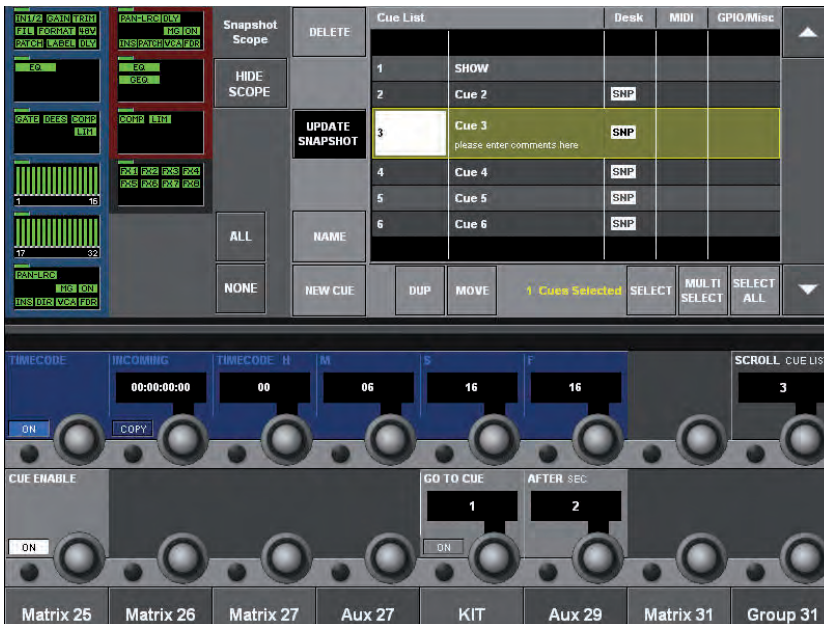 IN1/2 GAIN TRIM
FIL FORMAT 48V
PATCH LABEL DLY
EQ
GATE DEES COMP
LIM
1 16
17 32
PAN-LRC
MG ON
INS DIR VCA FDR
PAN-LRC DLY
MG ON
INS PATCH VCA FDR
EQ
GEQ
COMP LIM
FX1 FX2 FX3 FX4
FX5 FX6 FX7 FX8
Snapshot
Scope
HIDE
SCOPE
ALL
NONE
DELETE
UPDATE
SNAPSHOT
NAME
NEW CUE
Cue List Desk MIDI GPIO/Misc
1 SHOW
2 Cue 2 SNP
3 Cue 3 SNP
please enter comments here
4 Cue 4 SNP
5 Cue 5 SNP
6 Cue 6 SNP
DUP MOVE 1 Cues Selected SELECT MULTI SELECT SELECT ALL
TIMECODE INCOMING TIMECODE H M S F SCROLL CUE LIS
00:00:00:00 00 06 16 16 3
ON COPY
CUE ENABLE GO TO CUE AFTER SEC
1 2
ON ON
Matrix 25 Matrix 26 Matrix 27 Aux 27 KIT Aux 29 Matrix 31 Group 31